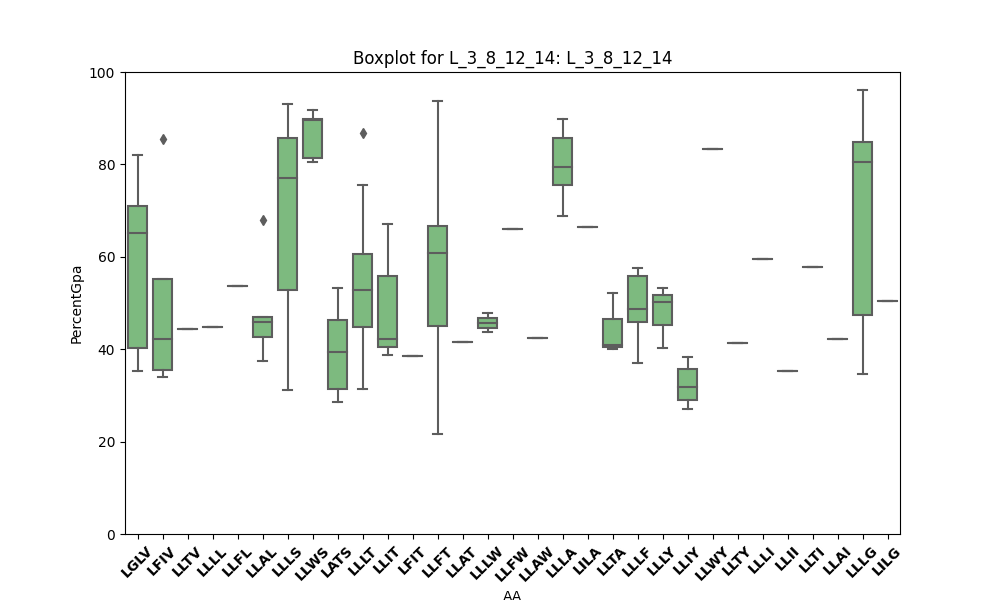 Boxplot for L_3_8_12_14: L_3_8_12_14
PercentGpa
100
80
60
40
20
0
LGLV LFIV LLTV LLLL LLFL LLAL LLLS LLWS LATS LLLT LLIT LFIT LLFT LLAT LLLW LLFW LLAW LLLA LILA LLTA LLLF LLLY LLIY LLWY LLTY LLLI LLII LLTI LLAI LLLG LILG
AA